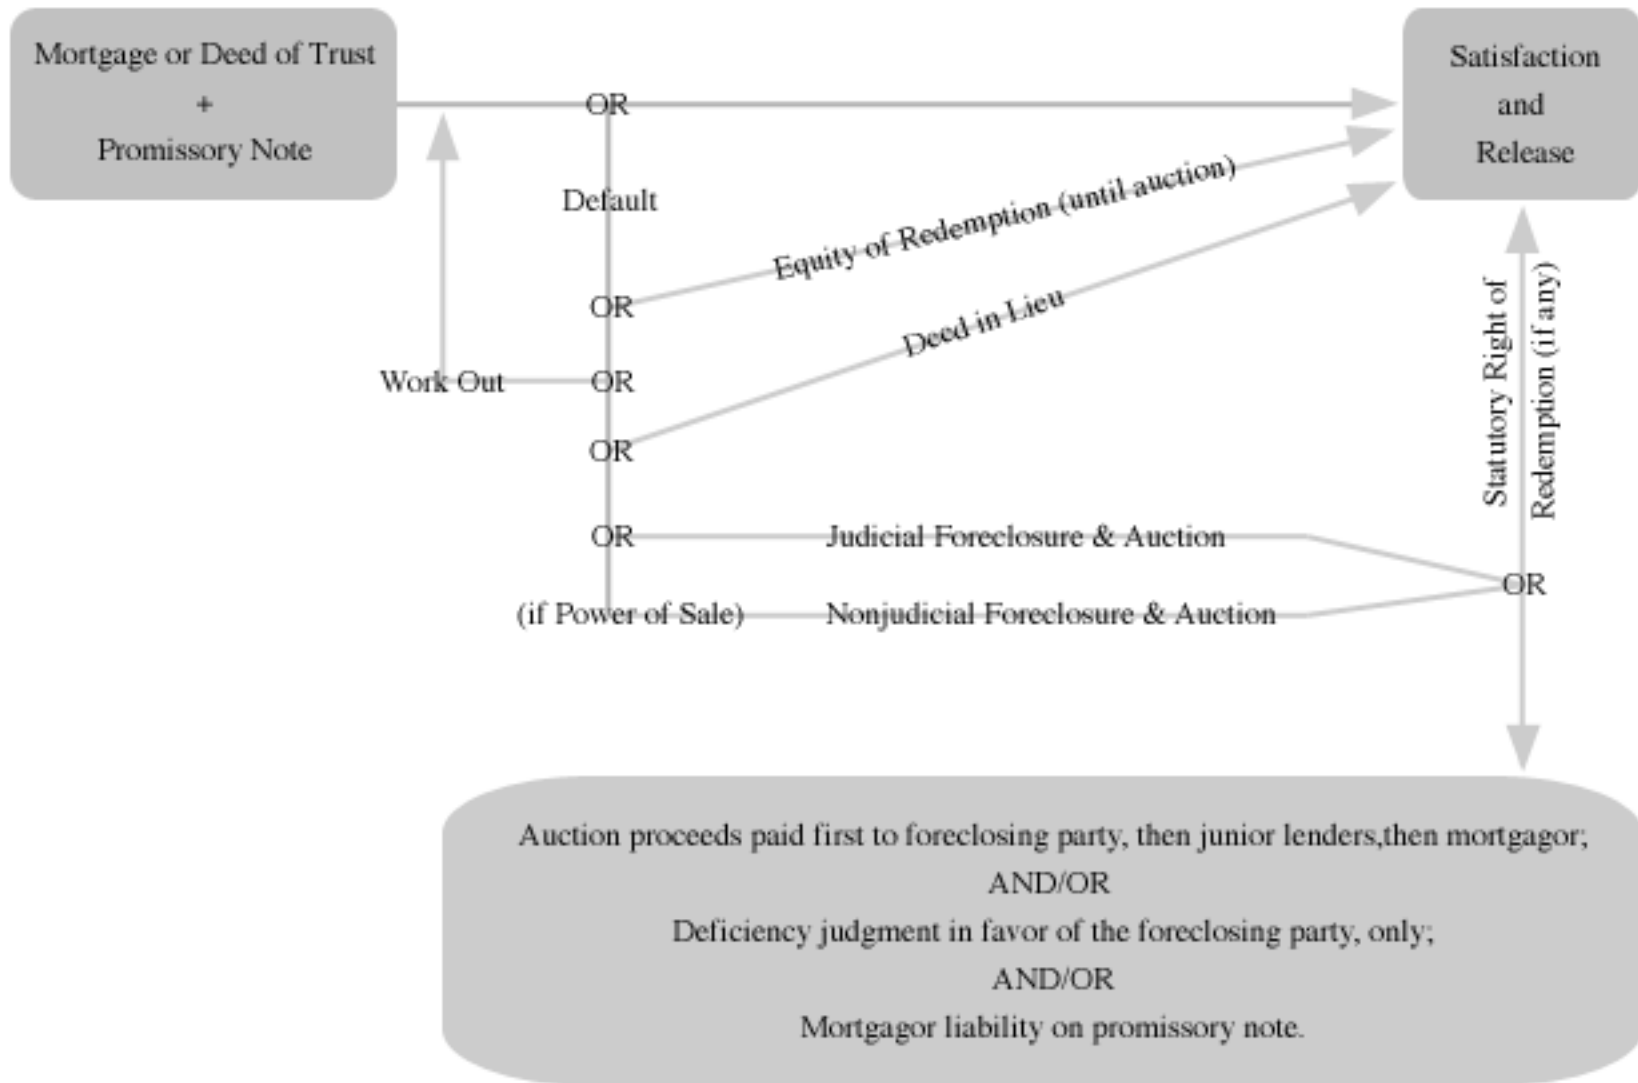 Mortgage or Deed of Trust
+
Promissory Note
Satisfaction
and
Release
OR
Default
Equity of Redemption (until auction)
OR
Deed in Lieu
Work Out
OR
OR
Statutory Right of
Redemption (if any)
OR
Judicial Foreclosure & Auction
OR
(if Power of Sale)
Nonjudicial Foreclosure & Auction
Auction proceeds paid first to foreclosing party, then junior lenders,then mortgagor;
AND/OR
Deficiency judgment in favor of the foreclosing party, only;
AND/OR
Mortgagor liability on promissory note.